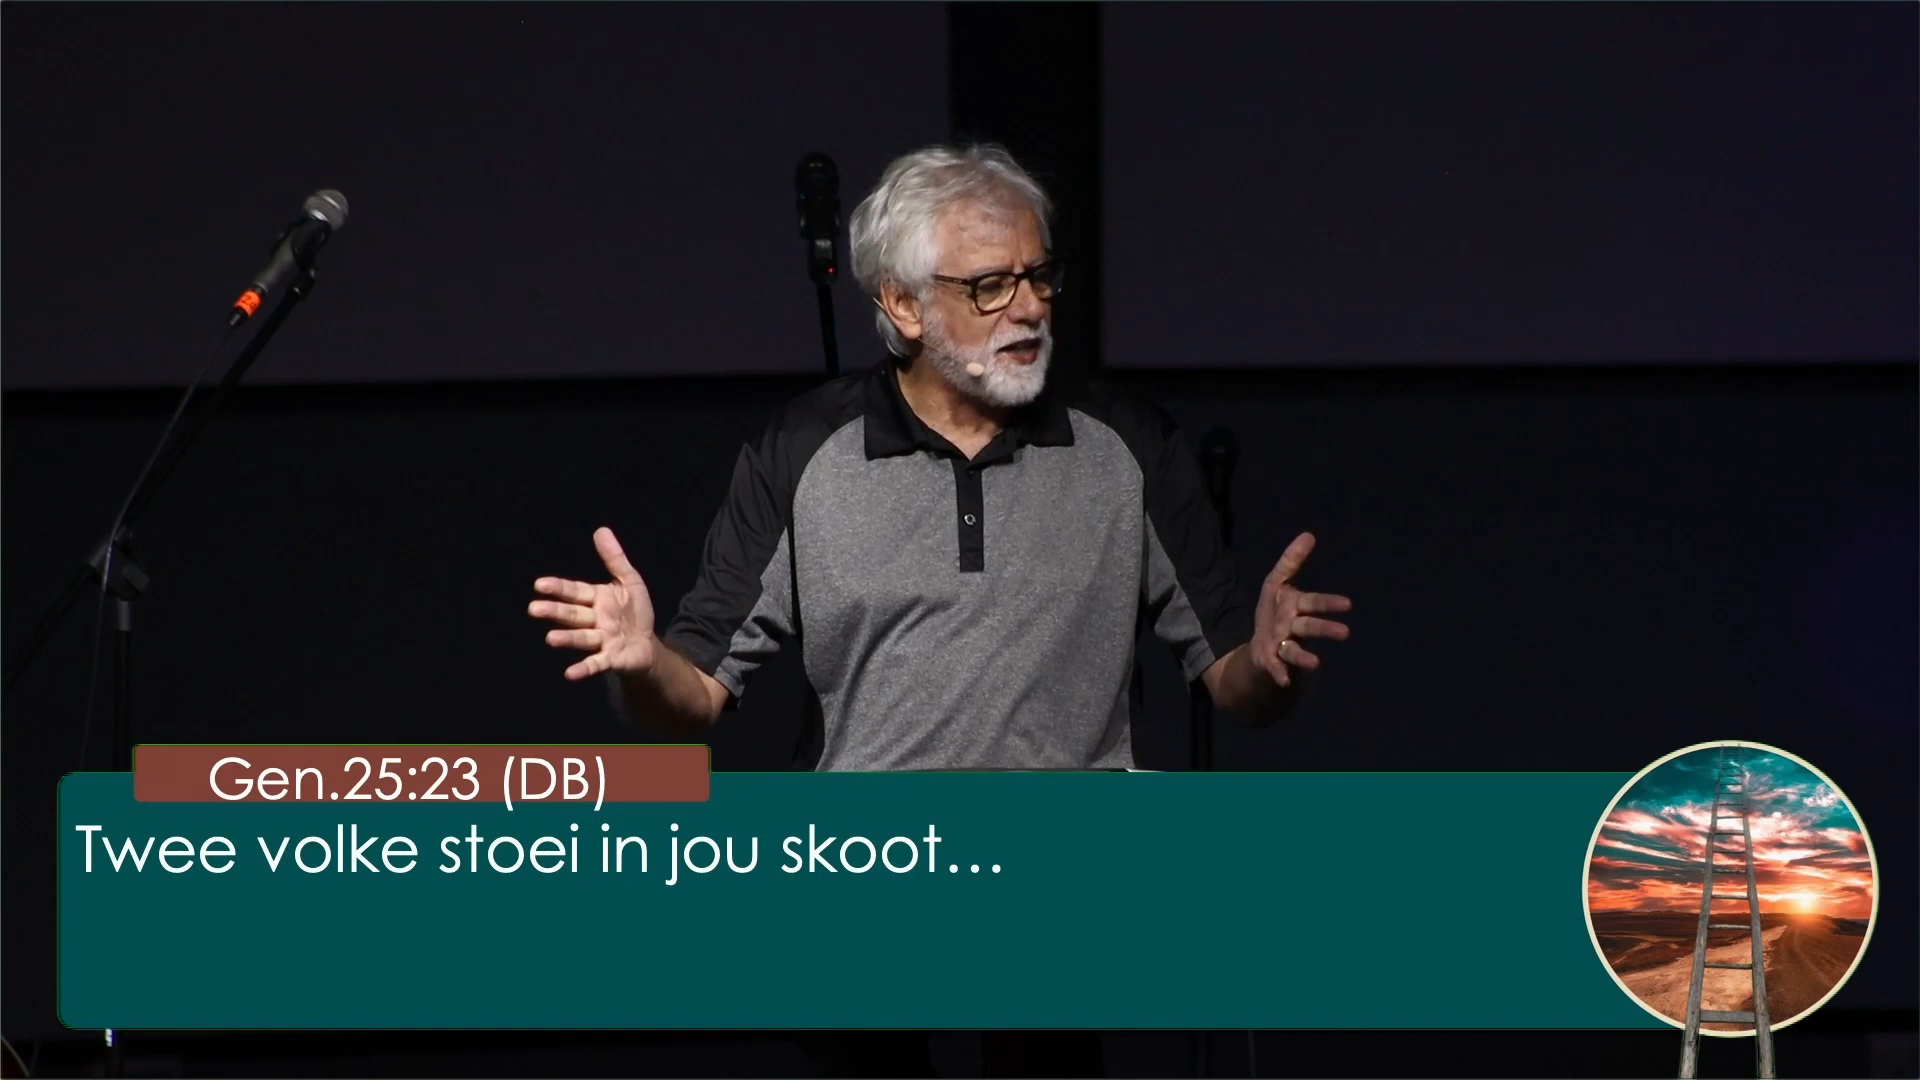 Gen.25:23 (DB)
Twee volke stoei in jou skoot…